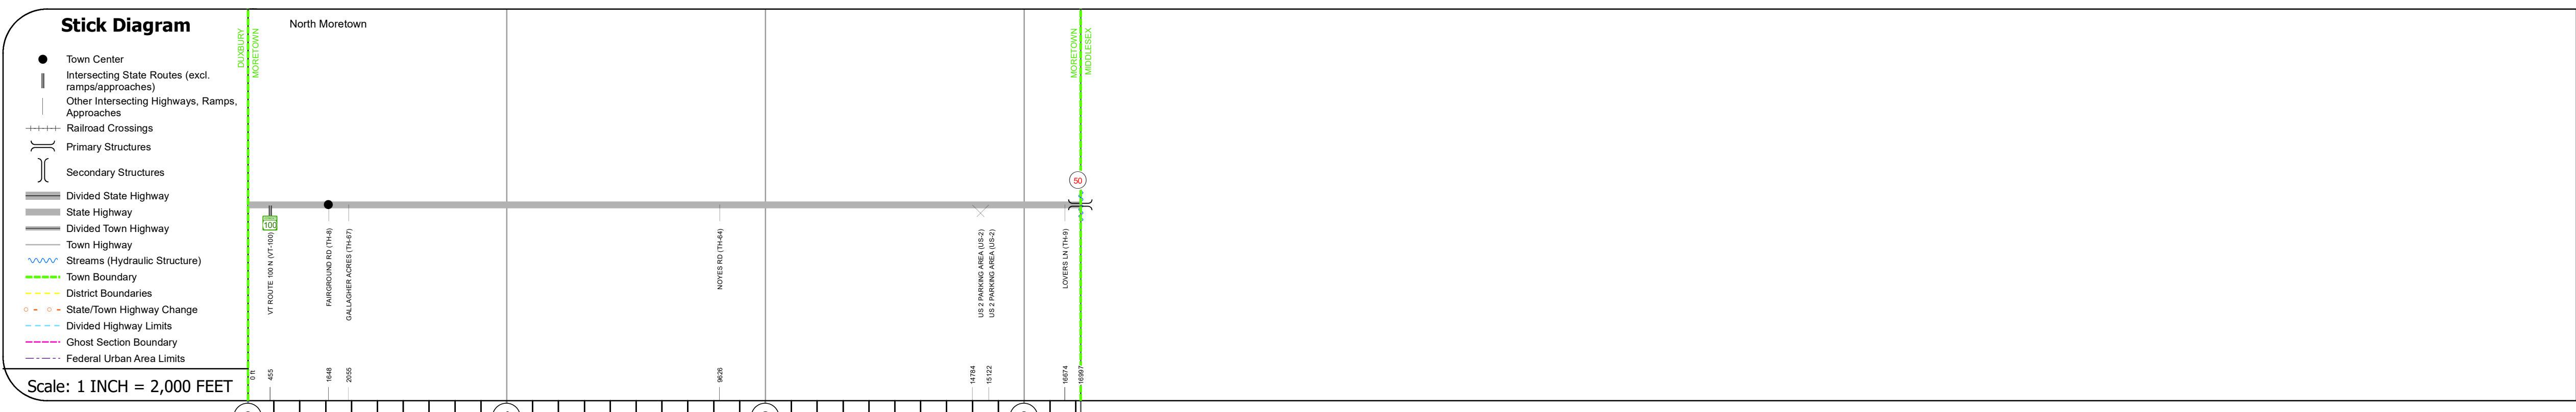 Stick Diagram
Town Center
Intersecting State Routes (excl.
ramps/approaches)
Other Intersecting Highways, Ramps,
Approaches
Railroad Crossings
Primary Structures
Secondary Structures
Divided State Highway
State Highway
Divided Town Highway
Town Highway
Streams (Hydraulic Structure)
Town Boundary
District Boundaries
State/Town Highway Change
Divided Highway Limits
Ghost Section Boundary
Federal Urban Area Limits
Scale: 1 INCH = 2,000 FEET
North Moretown
DUXBURY
MORETOWN
MORETOWN
MIDDLESEX
50
100
VT ROUTE 100 N (VT-100)
FAIRGROUND RD (TH-8)
GALLAGHER ACRES (TH-67)
NOYES RD (TH-64)
US 2 PARKING AREA (US-2)
US 2 PARKING AREA (US-2)
LOVERS LN (TH-9)
0 ft
455
1648
2055
9626
14784
15122
16674
16997